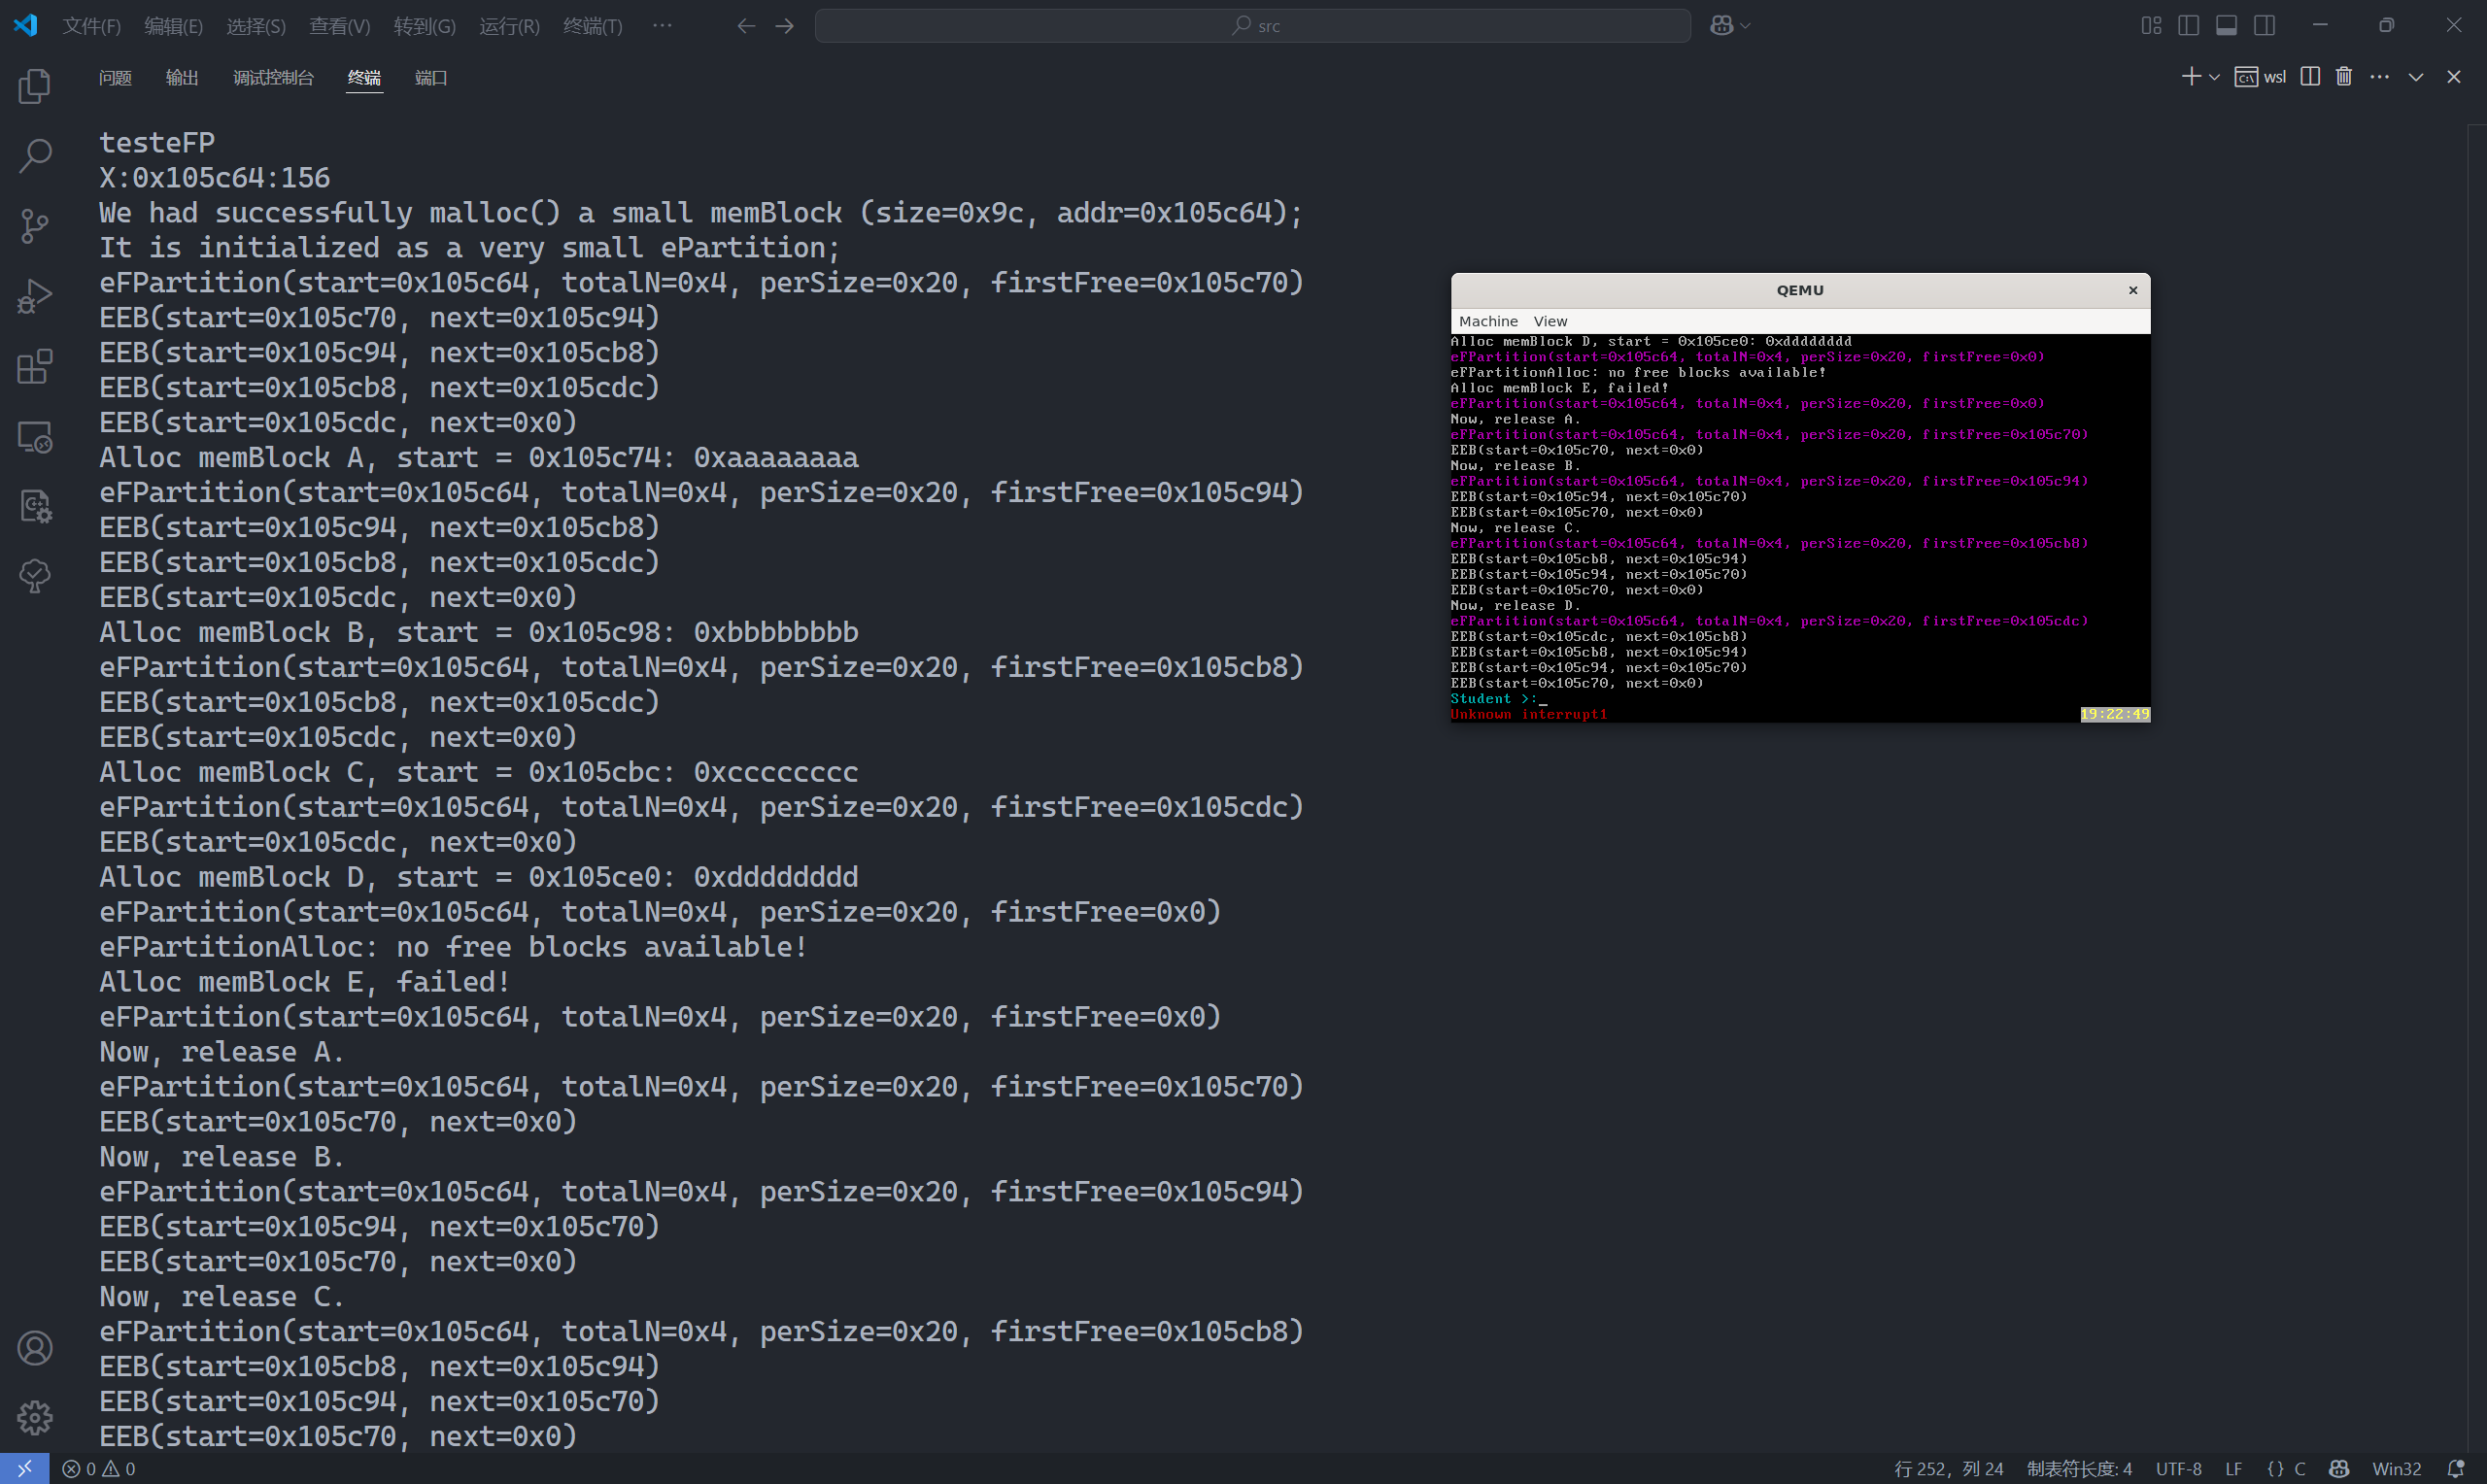 文件(F) 编辑(E) 选择(S) 查看(V) 转到(G) 运行(R) 终端(T) ··· src
问题 输出 调试控制台 终端 端口 wsl
testeFP
X:0x105c64:156
We had successfully malloc() a small memBlock (size=0x9c, addr=0x105c64);
It is initialized as a very small ePartition;
eFPartition(start=0x105c64, totalN=0x4, perSize=0x20, firstFree=0x105c70)
EEB(start=0x105c70, next=0x105c94)
EEB(start=0x105c94, next=0x105cb8)
EEB(start=0x105cb8, next=0x105cdc)
EEB(start=0x105cdc, next=0x0)
Alloc memBlock A, start = 0x105c74: 0xaaaaaaaa
eFPartition(start=0x105c64, totalN=0x4, perSize=0x20, firstFree=0x105c94)
EEB(start=0x105c94, next=0x105cb8)
EEB(start=0x105cb8, next=0x105cdc)
EEB(start=0x105cdc, next=0x0)
Alloc memBlock B, start = 0x105c98: 0xbbbbbbbb
eFPartition(start=0x105c64, totalN=0x4, perSize=0x20, firstFree=0x105cb8)
EEB(start=0x105cb8, next=0x105cdc)
EEB(start=0x105cdc, next=0x0)
Alloc memBlock C, start = 0x105cbc: 0xcccccccc
eFPartition(start=0x105c64, totalN=0x4, perSize=0x20, firstFree=0x105cdc)
EEB(start=0x105cdc, next=0x0)
Alloc memBlock D, start = 0x105ce0: 0xdddddddd
eFPartition(start=0x105c64, totalN=0x4, perSize=0x20, firstFree=0x0)
eFPartitionAlloc: no free blocks available!
Alloc memBlock E, failed!
eFPartition(start=0x105c64, totalN=0x4, perSize=0x20, firstFree=0x0)
Now, release A.
eFPartition(start=0x105c64, totalN=0x4, perSize=0x20, firstFree=0x105c70)
EEB(start=0x105c70, next=0x0)
Now, release B.
eFPartition(start=0x105c64, totalN=0x4, perSize=0x20, firstFree=0x105c94)
EEB(start=0x105c94, next=0x105c70)
EEB(start=0x105c70, next=0x0)
Now, release C.
eFPartition(start=0x105c64, totalN=0x4, perSize=0x20, firstFree=0x105cb8)
EEB(start=0x105cb8, next=0x105c94)
EEB(start=0x105c94, next=0x105c70)
EEB(start=0x105c70, next=0x0)
QEMU
Machine View
Alloc memBlock D, start = 0x105ce0: 0xdddddddd
eFPartition(start=0x105c64, totalN=0x4, perSize=0x20, firstFree=0x0)
eFPartitionAlloc: no free blocks available!
Alloc memBlock E, failed!
eFPartition(start=0x105c64, totalN=0x4, perSize=0x20, firstFree=0x0)
Now, release A.
eFPartition(start=0x105c64, totalN=0x4, perSize=0x20, firstFree=0x105c70)
EEB(start=0x105c70, next=0x0)
Now, release B.
eFPartition(start=0x105c64, totalN=0x4, perSize=0x20, firstFree=0x105c94)
EEB(start=0x105c94, next=0x105c70)
EEB(start=0x105c70, next=0x0)
Now, release C.
eFPartition(start=0x105c64, totalN=0x4, perSize=0x20, firstFree=0x105cb8)
EEB(start=0x105cb8, next=0x105c94)
EEB(start=0x105c94, next=0x105c70)
EEB(start=0x105c70, next=0x0)
Now, release D.
eFPartition(start=0x105c64, totalN=0x4, perSize=0x20, firstFree=0x105cdc)
EEB(start=0x105cdc, next=0x105cb8)
EEB(start=0x105cb8, next=0x105c94)
EEB(start=0x105c94, next=0x105c70)
EEB(start=0x105c70, next=0x0)
Student >:_
Unknown interrupt1 19:22:49
0 0 行 252，列 24 制表符长度: 4 UTF-8 LF {} C Win32